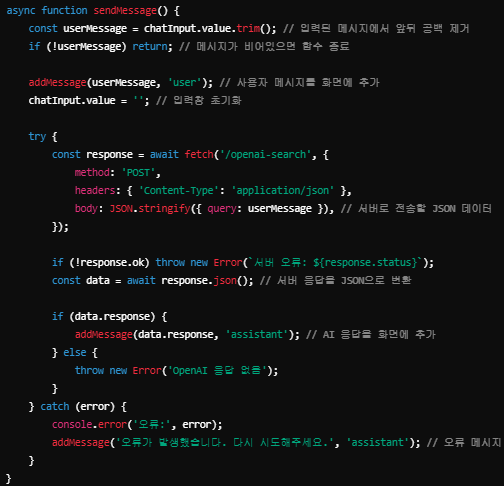 async function sendMessage() {
const userMessage = chatInput.value.trim(); // 입력된 메시지에서 앞뒤 공백 제거
if (!userMessage) return; // 메시지가 비어있으면 함수 종료
addMessage(userMessage, 'user'); // 사용자 메시지를 화면에 추가
chatInput.value = ''; // 입력창 초기화
try {
const response = await fetch('/openai-search', {
method: 'POST',
headers: { 'Content-Type': 'application/json' },
body: JSON.stringify({ query: userMessage }), // 서버로 전송할 JSON 데이터
});
if (!response.ok) throw new Error(`서버 오류: ${response.status}`);
const data = await response.json(); // 서버 응답을 JSON으로 변환
if (data.response) {
addMessage(data.response, 'assistant'); // AI 응답을 화면에 추가
} else {
throw new Error('OpenAI 응답 없음');
}
} catch (error) {
console.error('오류:', error);
addMessage('오류가 발생했습니다. 다시 시도해주세요.', 'assistant'); // 오류 메시지
}
}